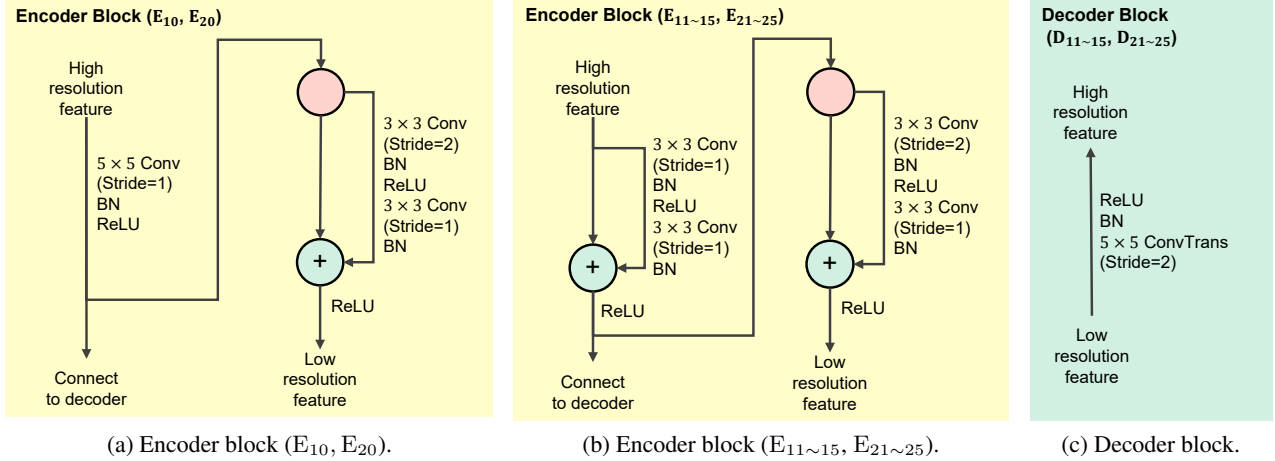 Encoder Block (E₁₀, E₂₀)
High
resolution
feature
5 × 5 Conv
(Stride=1)
BN
ReLU
3 × 3 Conv
(Stride=2)
BN
ReLU
3 × 3 Conv
(Stride=1)
BN
+
ReLU
Connect
to decoder
Low
resolution
feature
(a) Encoder block (E₁₀, E₂₀).
Encoder Block (E₁₁~₁₅, E₂₁~₂₅)
High
resolution
feature
3 × 3 Conv
(Stride=1)
BN
ReLU
3 × 3 Conv
(Stride=1)
BN
+
ReLU
3 × 3 Conv
(Stride=2)
BN
ReLU
3 × 3 Conv
(Stride=1)
BN
+
ReLU
Connect
to decoder
Low
resolution
feature
(b) Encoder block (E₁₁~₁₅, E₂₁~₂₅).
Decoder Block
(D₁₁~₁₅, D₂₁~₂₅)
High
resolution
feature
ReLU
BN
5 × 5 ConvTrans
(Stride=2)
Low
resolution
feature
(c) Decoder block.